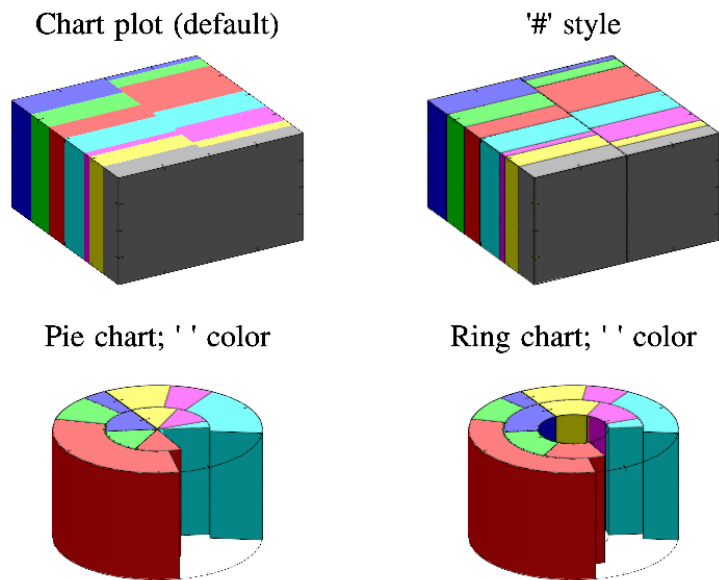 Chart plot (default)
'#' style
Pie chart; ' ' color
Ring chart; ' ' color